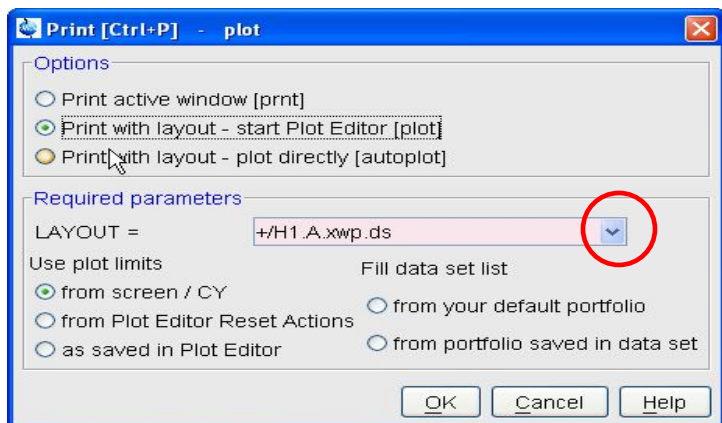 Print [Ctrl+P] - plot
Options
Print active window [prnt]
Print with layout - start Plot Editor [plot]
Print with layout - plot directly [autoplot]
Required parameters
LAYOUT = +/H1.A.xwp.ds
Use plot limits
from screen / CY
from Plot Editor Reset Actions
as saved in Plot Editor
Fill data set list
from your default portfolio
from portfolio saved in data set
OK Cancel Help